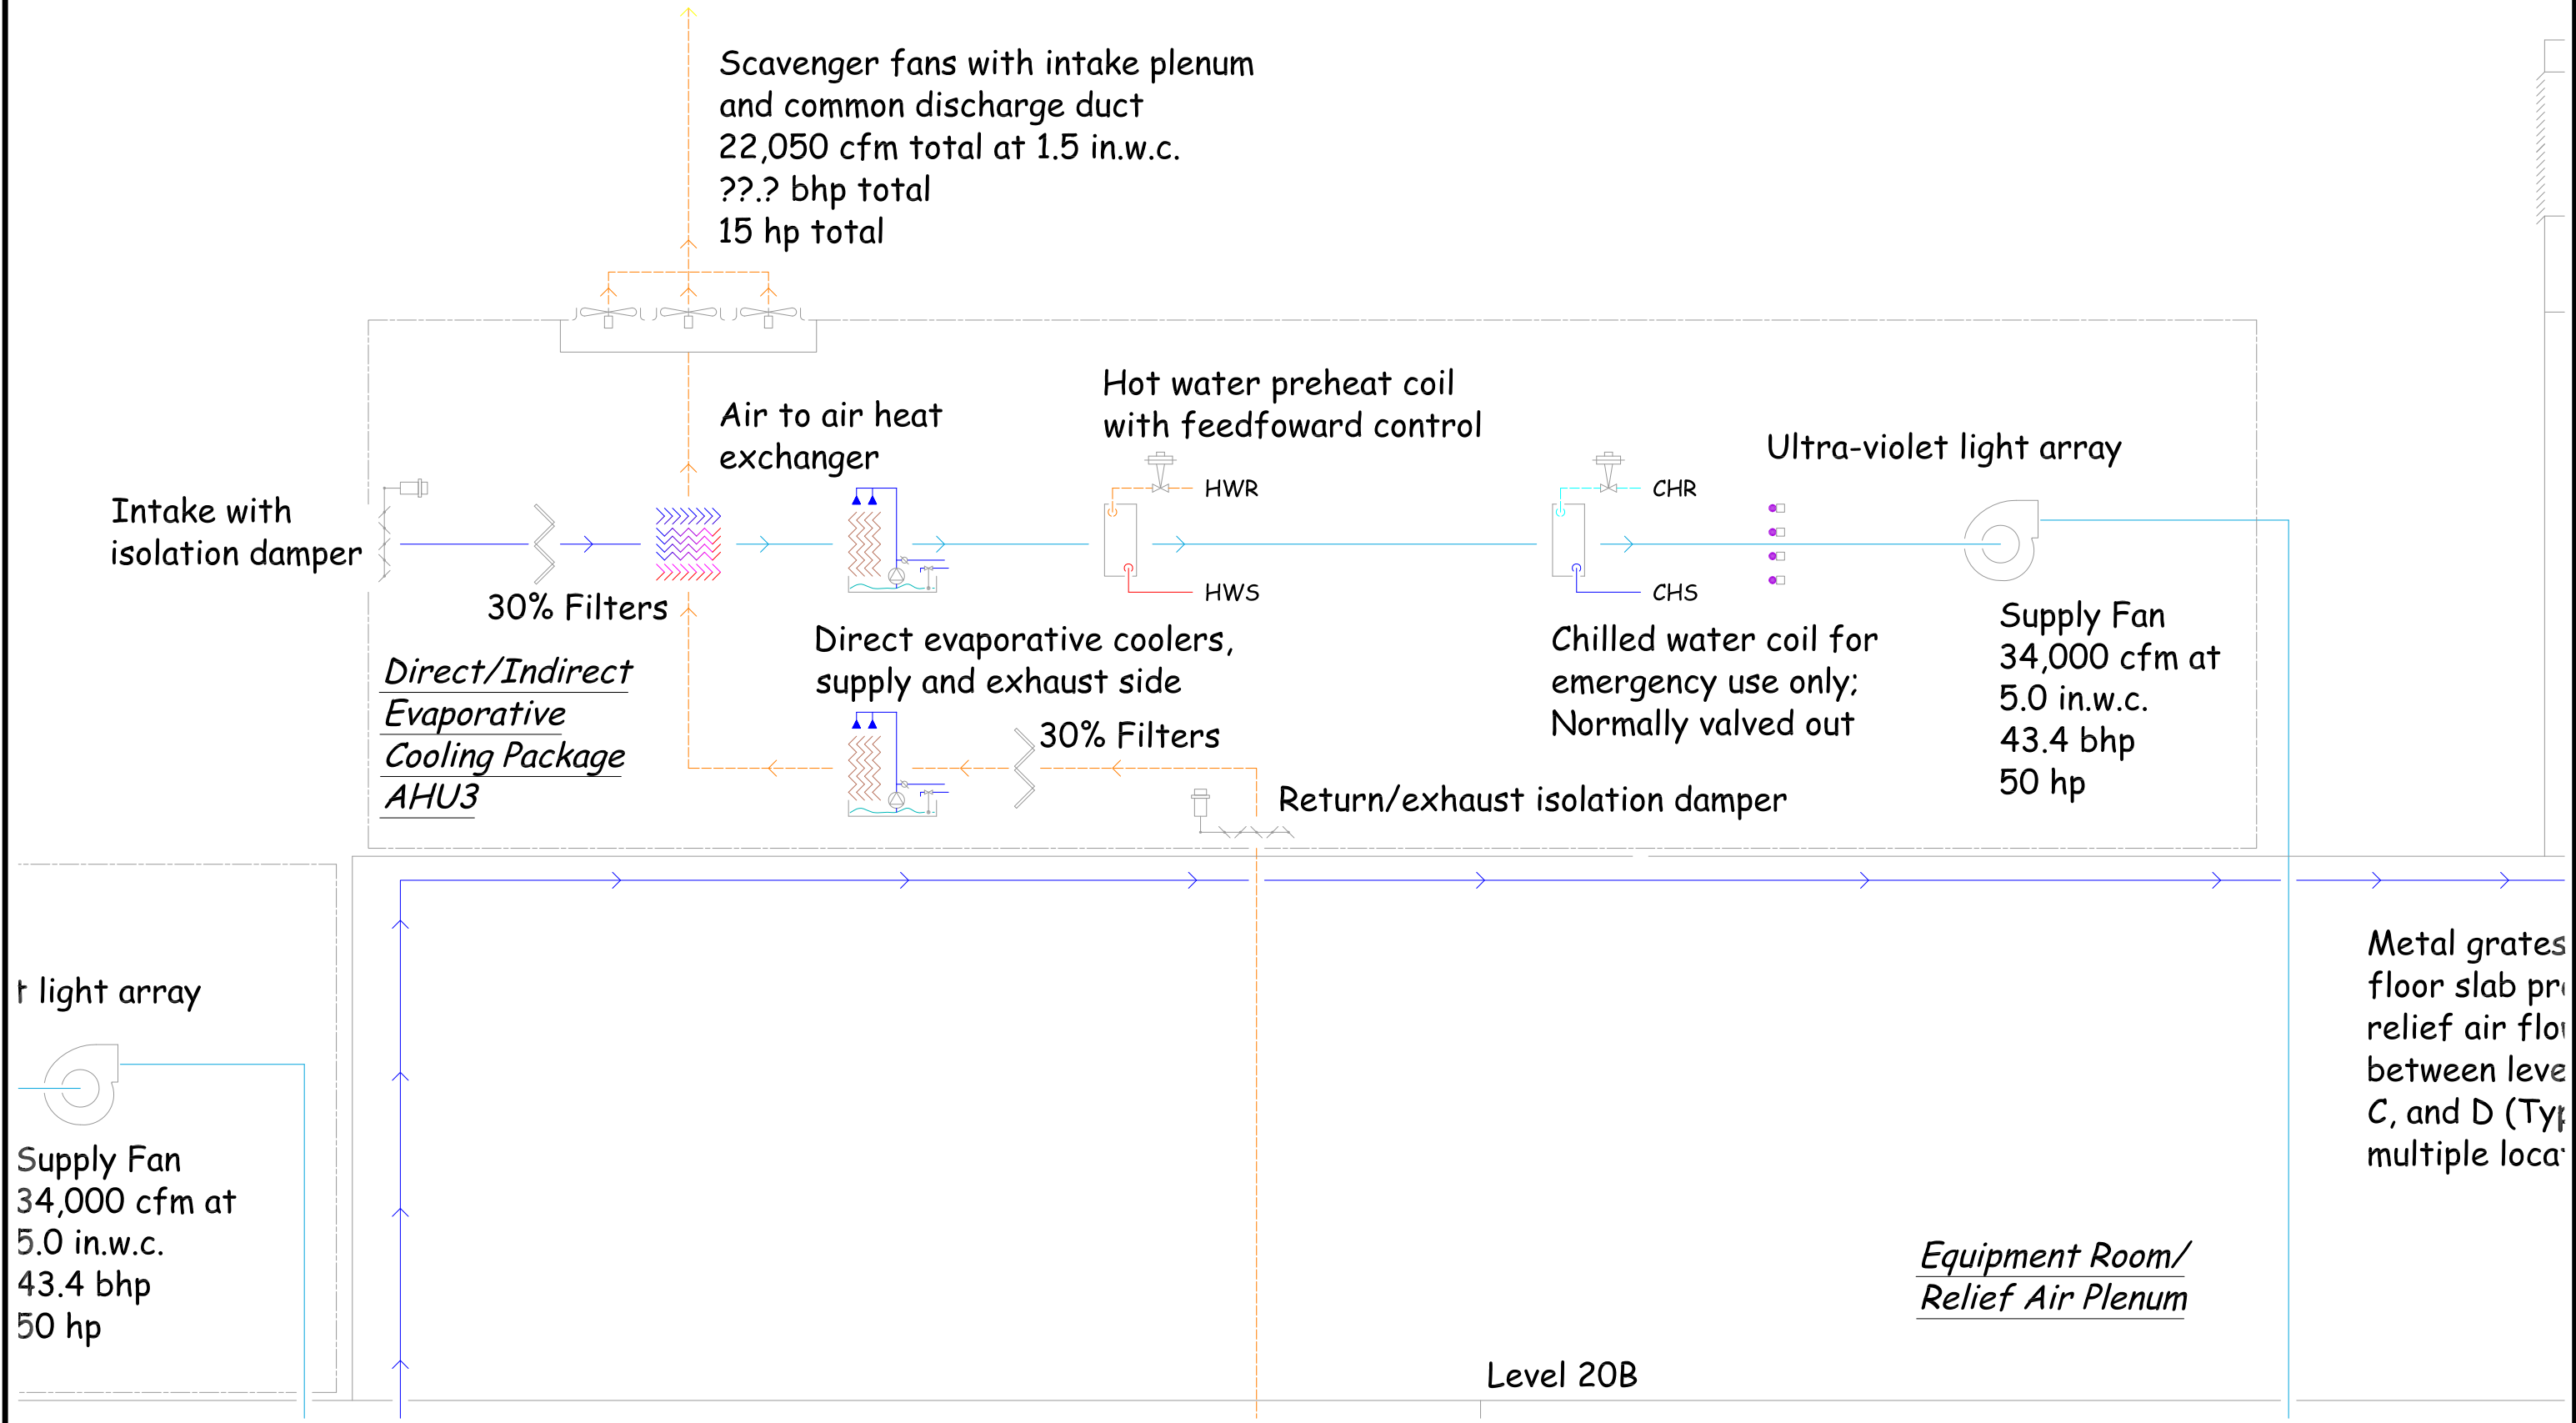 Scavenger fans with intake plenum
and common discharge duct
22,050 cfm total at 1.5 in.w.c.
??.? bhp total
15 hp total
Air to air heat
exchanger
Hot water preheat coil
with feedfoward control
Ultra-violet light array
HWR
CHR
Intake with
isolation damper
HWS
CHS
30% Filters
Direct/Indirect
Evaporative
Cooling Package
AHU3
Direct evaporative coolers,
supply and exhaust side
30% Filters
Chilled water coil for
emergency use only;
Normally valved out
Supply Fan
34,000 cfm at
5.0 in.w.c.
43.4 bhp
50 hp
Return/exhaust isolation damper
light array
Supply Fan
34,000 cfm at
5.0 in.w.c.
43.4 bhp
50 hp
Metal grates
floor slab
relief air
between
C, and D
multiple
Equipment Room/
Relief Air Plenum
Level 20B